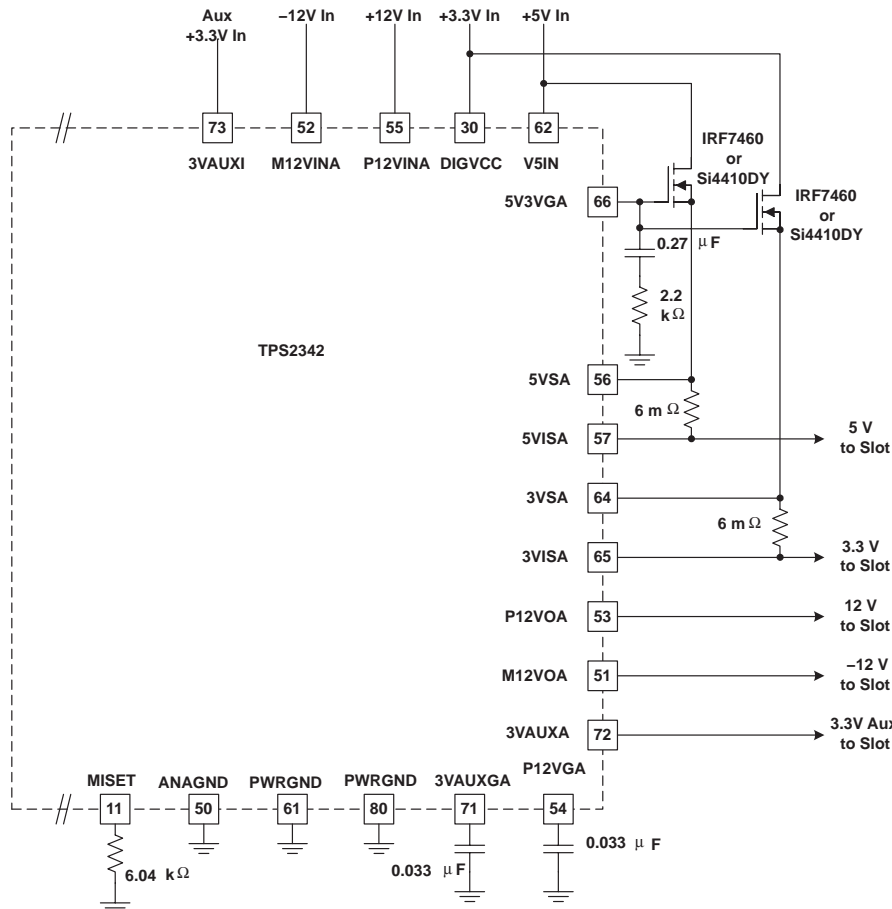 Aux
+3.3V In
–12V In
+12V In
+3.3V In
+5V In
73
52
55
30
62
3VAUXI
M12VINA
P12VINA
DIGVCC
V5IN
IRF7460
or
Si4410DY
IRF7460
or
Si4410DY
5V3VGA
66
0.27 μF
2.2
kΩ
TPS2342
5VSA
56
6 mΩ
5VISA
57
5 V
to Slot
3VSA
64
6 mΩ
3VISA
65
3.3 V
to Slot
P12VOA
53
12 V
to Slot
M12VOA
51
–12 V
to Slot
3VAUXA
72
3.3V Aux
to Slot
MISET
ANAGND
PWRGND
PWRGND
3VAUXGA
P12VGA
11
50
61
80
71
54
6.04 kΩ
0.033 μF
0.033 μF